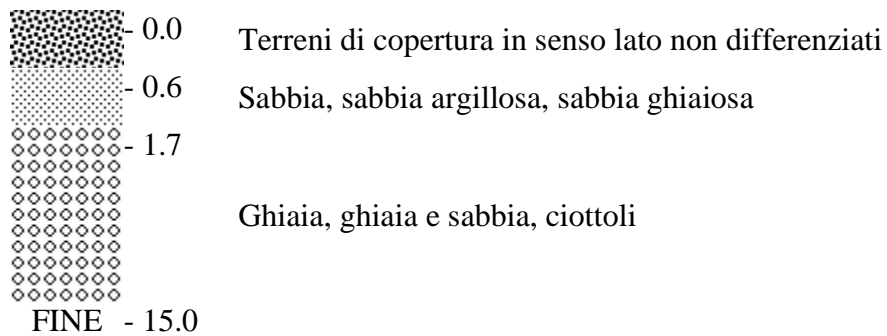 - 0.0
Terreni di copertura in senso lato non differenziati
- 0.6
Sabbia, sabbia argillosa, sabbia ghiaiosa
- 1.7
Ghiaia, ghiaia e sabbia, ciottoli
FINE - 15.0